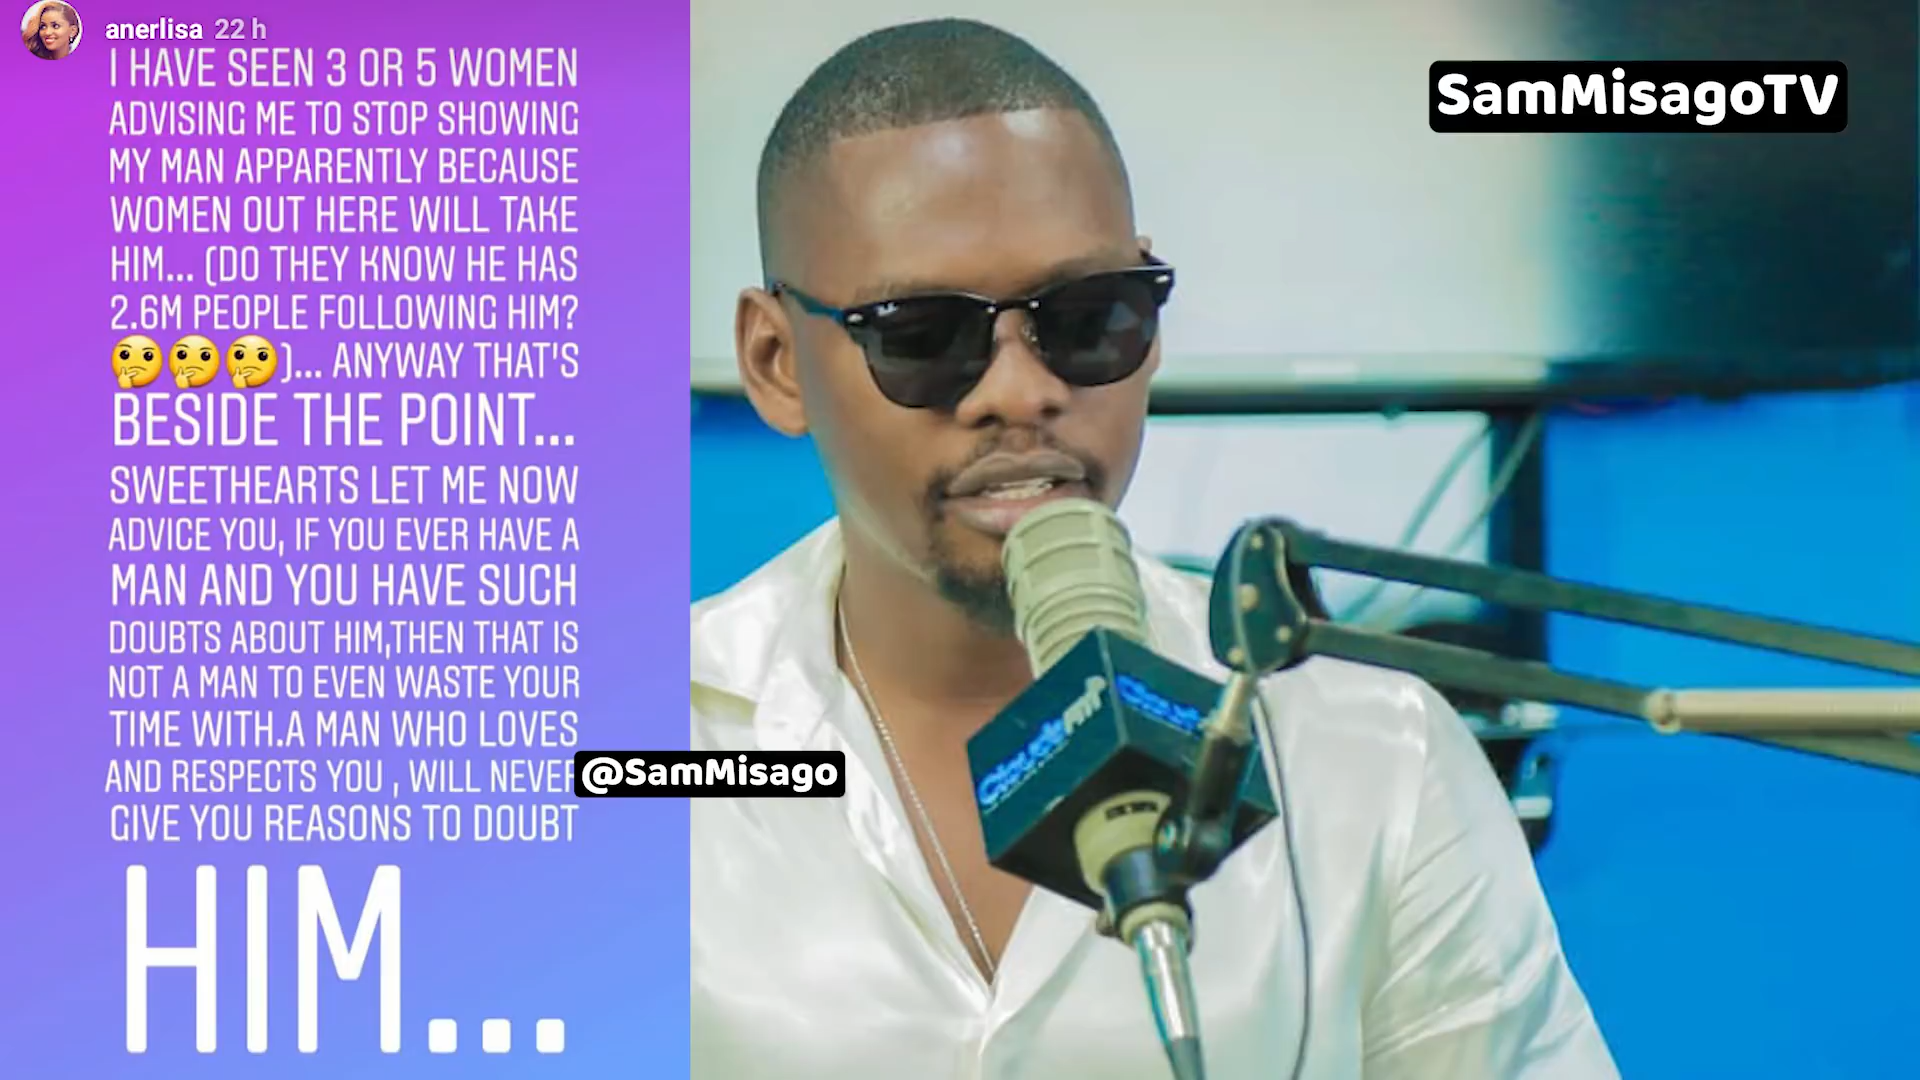 anerlisa 22 h
I HAVE SEEN 3 OR 5 WOMEN
ADVISING ME TO STOP SHOWING
MY MAN APPARENTLY BECAUSE
WOMEN OUT HERE WILL TAKE
HIM... (DO THEY KNOW HE HAS
2.6M PEOPLE FOLLOWING HIM?
🤔🤔🤔)... ANYWAY THAT'S
BESIDE THE POINT...
SWEETHEARTS LET ME NOW
ADVICE YOU, IF YOU EVER HAVE A
MAN AND YOU HAVE SUCH
DOUBTS ABOUT HIM,THEN THAT IS
NOT A MAN TO EVEN WASTE YOUR
TIME WITH.A MAN WHO LOVES
AND RESPECTS YOU , WILL NEVER
GIVE YOU REASONS TO DOUBT
HIM...
SamMisagoTV
@SamMisago
Ray-Ban